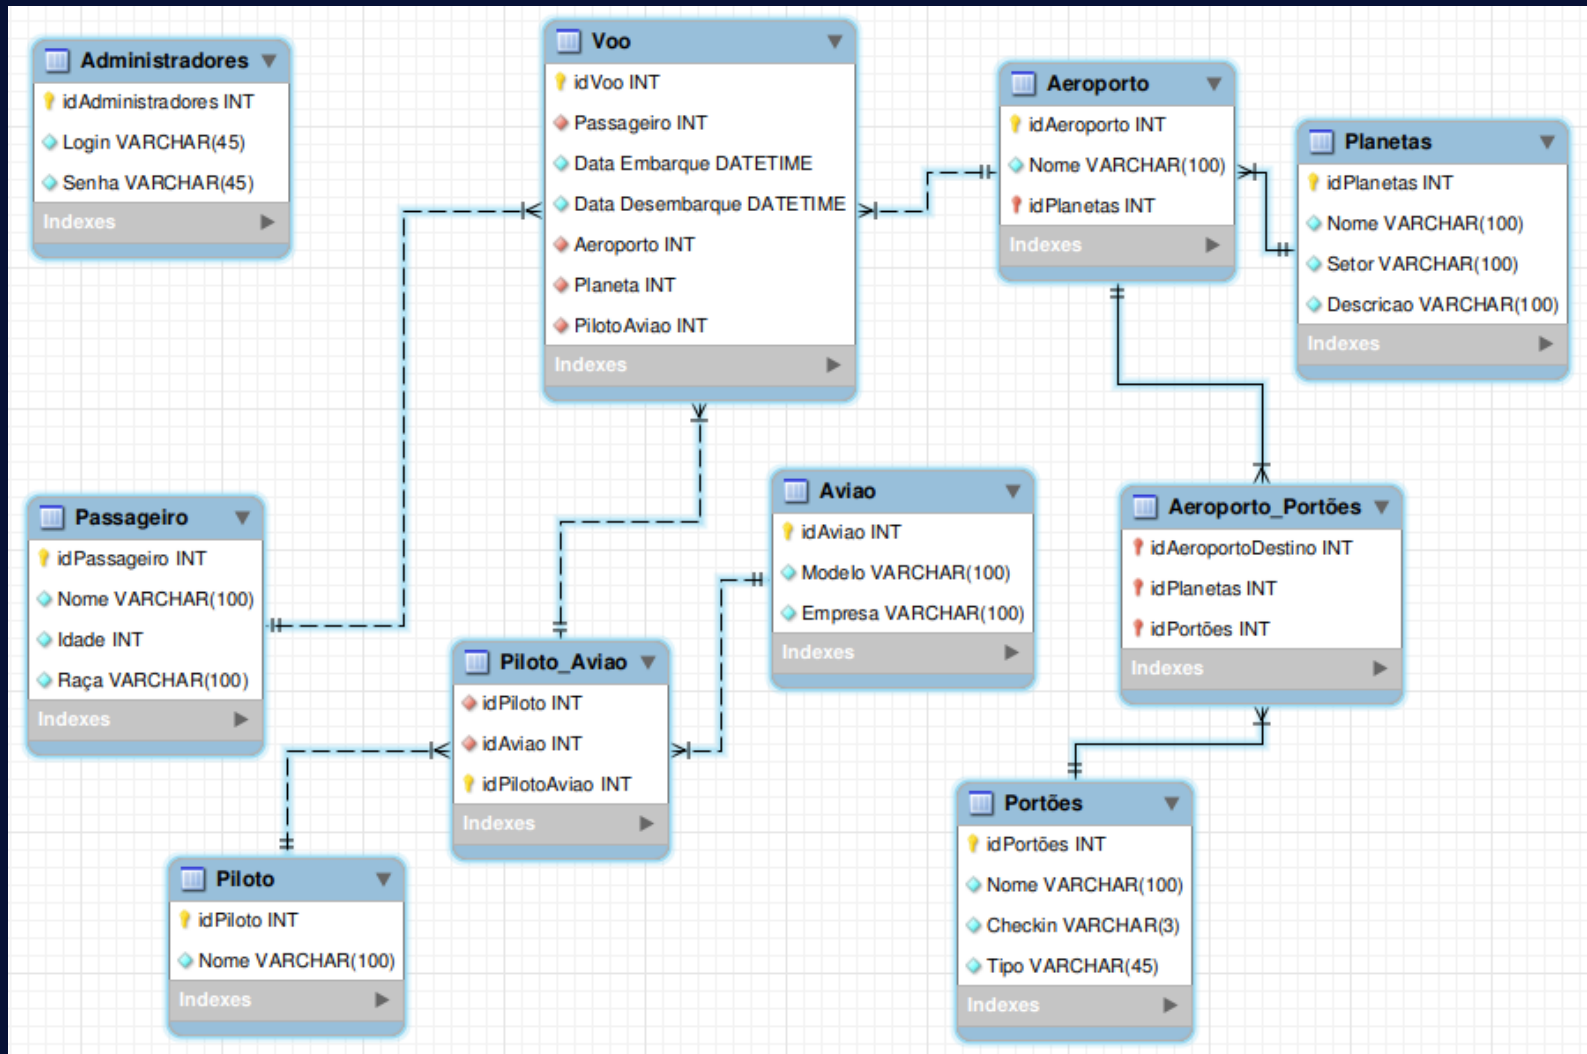 Administradores
idAdministradores INT
Login VARCHAR(45)
Senha VARCHAR(45)
Indexes
Voo
idVoo INT
Passageiro INT
Data Embarque DATETIME
Data Desembarque DATETIME
Aeroporto INT
Planeta INT
PilotoAviao INT
Indexes
Aeroporto
idAeroporto INT
Nome VARCHAR(100)
idPlanetas INT
Indexes
Planetas
idPlanetas INT
Nome VARCHAR(100)
Setor VARCHAR(100)
Descricao VARCHAR(100)
Indexes
Passageiro
idPassageiro INT
Nome VARCHAR(100)
Idade INT
Raça VARCHAR(100)
Indexes
Piloto_Aviao
idPiloto INT
idAviao INT
idPilotoAviao INT
Indexes
Aviao
idAviao INT
Modelo VARCHAR(100)
Empresa VARCHAR(100)
Indexes
Aeroporto_Portões
idAeroportoDestino INT
idPlanetas INT
idPortões INT
Indexes
Piloto
idPiloto INT
Nome VARCHAR(100)
Indexes
Portões
idPortões INT
Nome VARCHAR(100)
Checkin VARCHAR(3)
Tipo VARCHAR(45)
Indexes